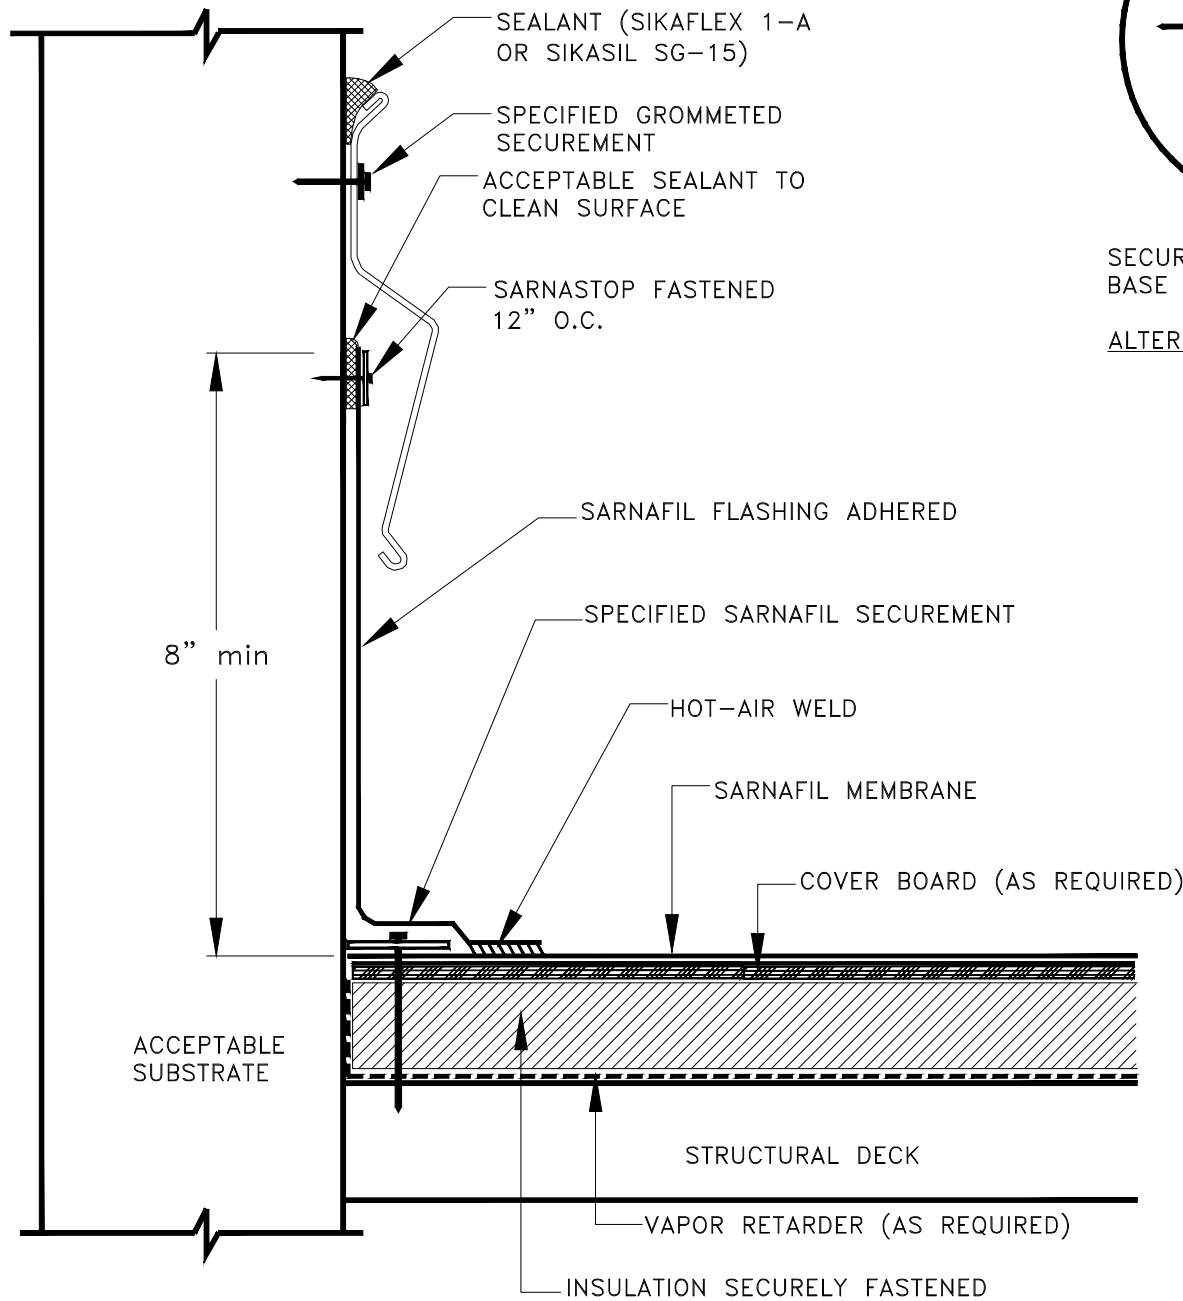 SEALANT (SIKAFLEX 1-A
OR SIKASIL SG-15)
SPECIFIED GROMMETED
SECUREMENT
ACCEPTABLE SEALANT TO
CLEAN SURFACE
SECUR
BASE
ALTER
SARNASTOP FASTENED
12" O.C.
SARNAFIL FLASHING ADHERED
SPECIFIED SARNAFIL SECUREMENT
8" min
HOT-AIR WELD
SARNAFIL MEMBRANE
COVER BOARD (AS REQUIRED)
ACCEPTABLE
SUBSTRATE
STRUCTURAL DECK
VAPOR RETARDER (AS REQUIRED)
INSULATION SECURELY FASTENED